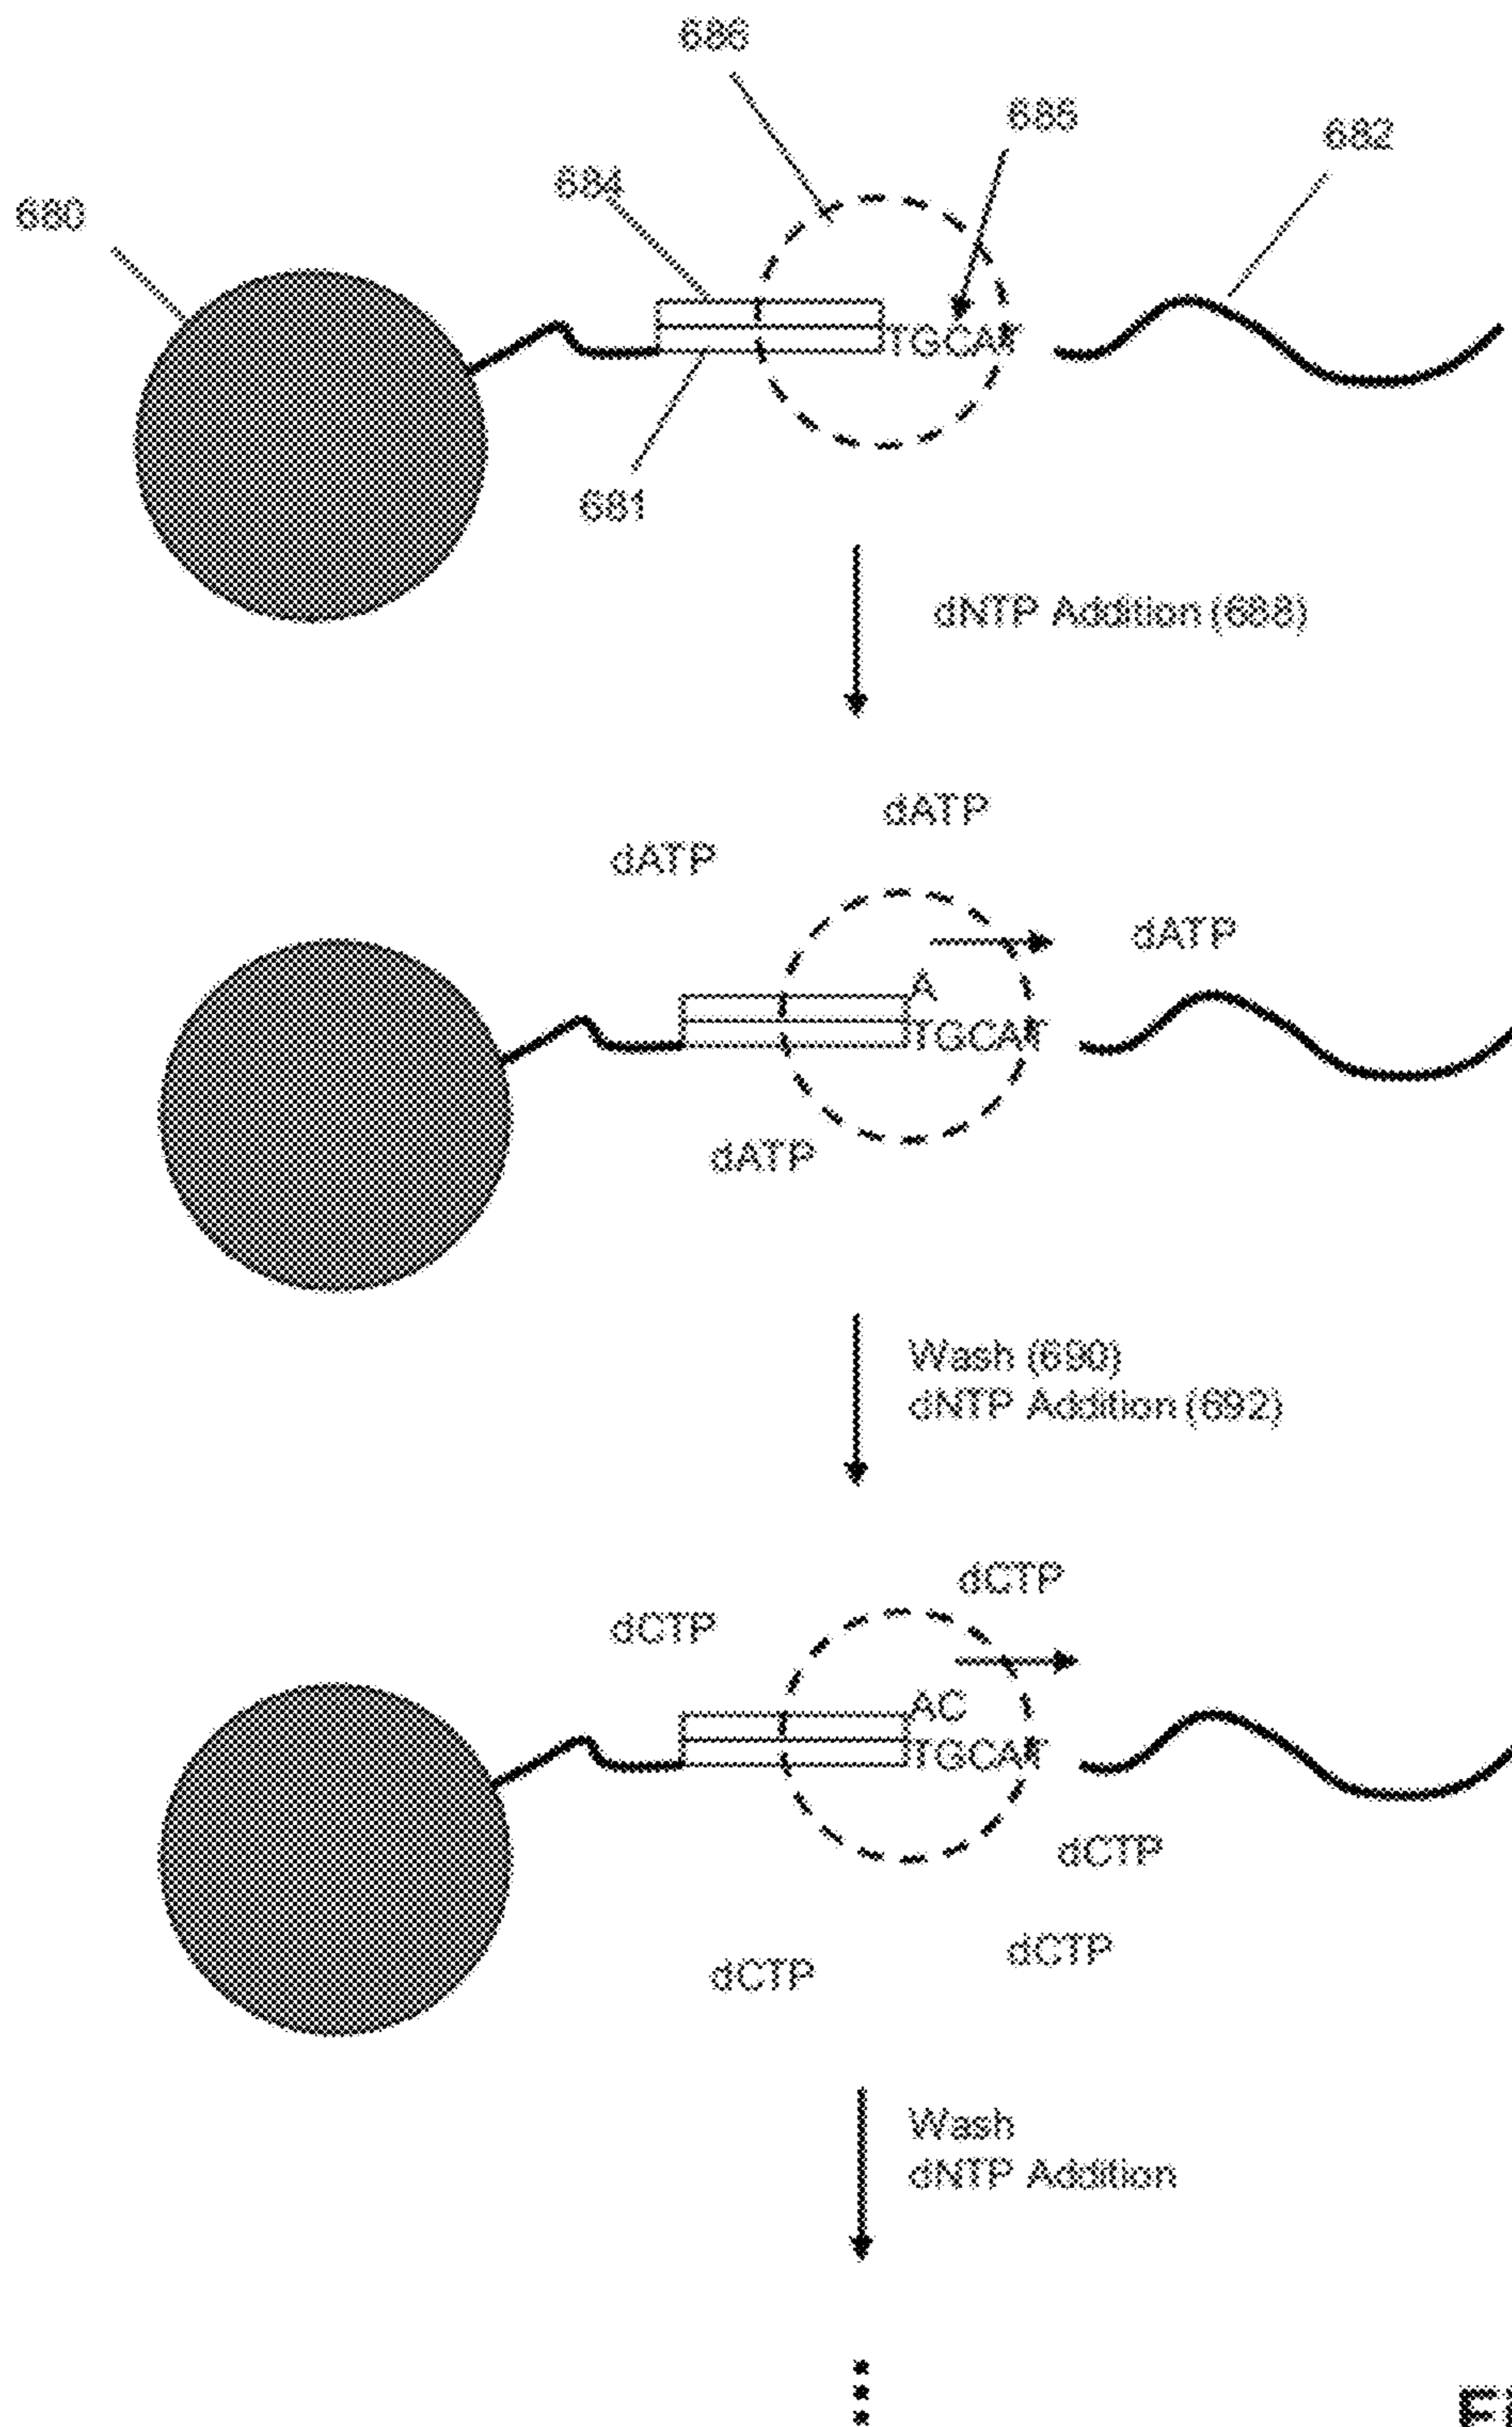 686
685
682
684
680
TGCAT
681
dNTP Addition (688)
dATP
dATP
dATP
A
TGCAT
dATP
Wash (690)
dNTP Addition (692)
dCTP
dCTP
AC
TGCAT
dCTP
dCTP
dCTP
Wash
dNTP Addition